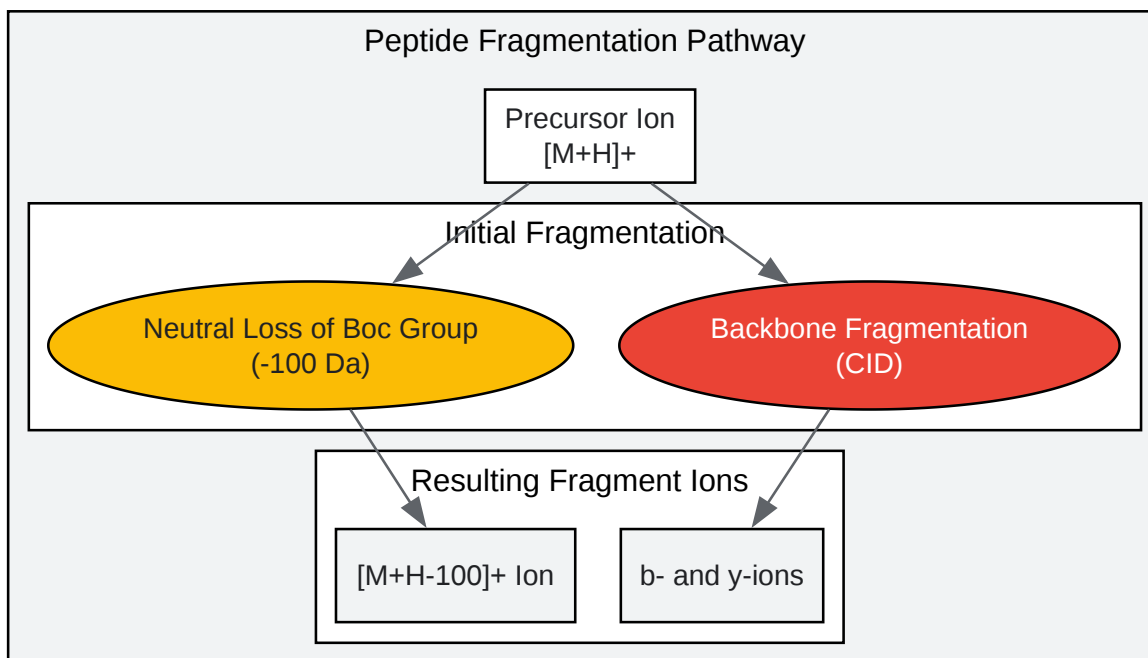 Peptide Fragmentation Pathway
Precursor Ion
[M+H]+
Initial Fragmentation
Neutral Loss of Boc Group
(-100 Da)
Backbone Fragmentation
(CID)
Resulting Fragment Ions
[M+H-100]+ Ion
b- and y-ions